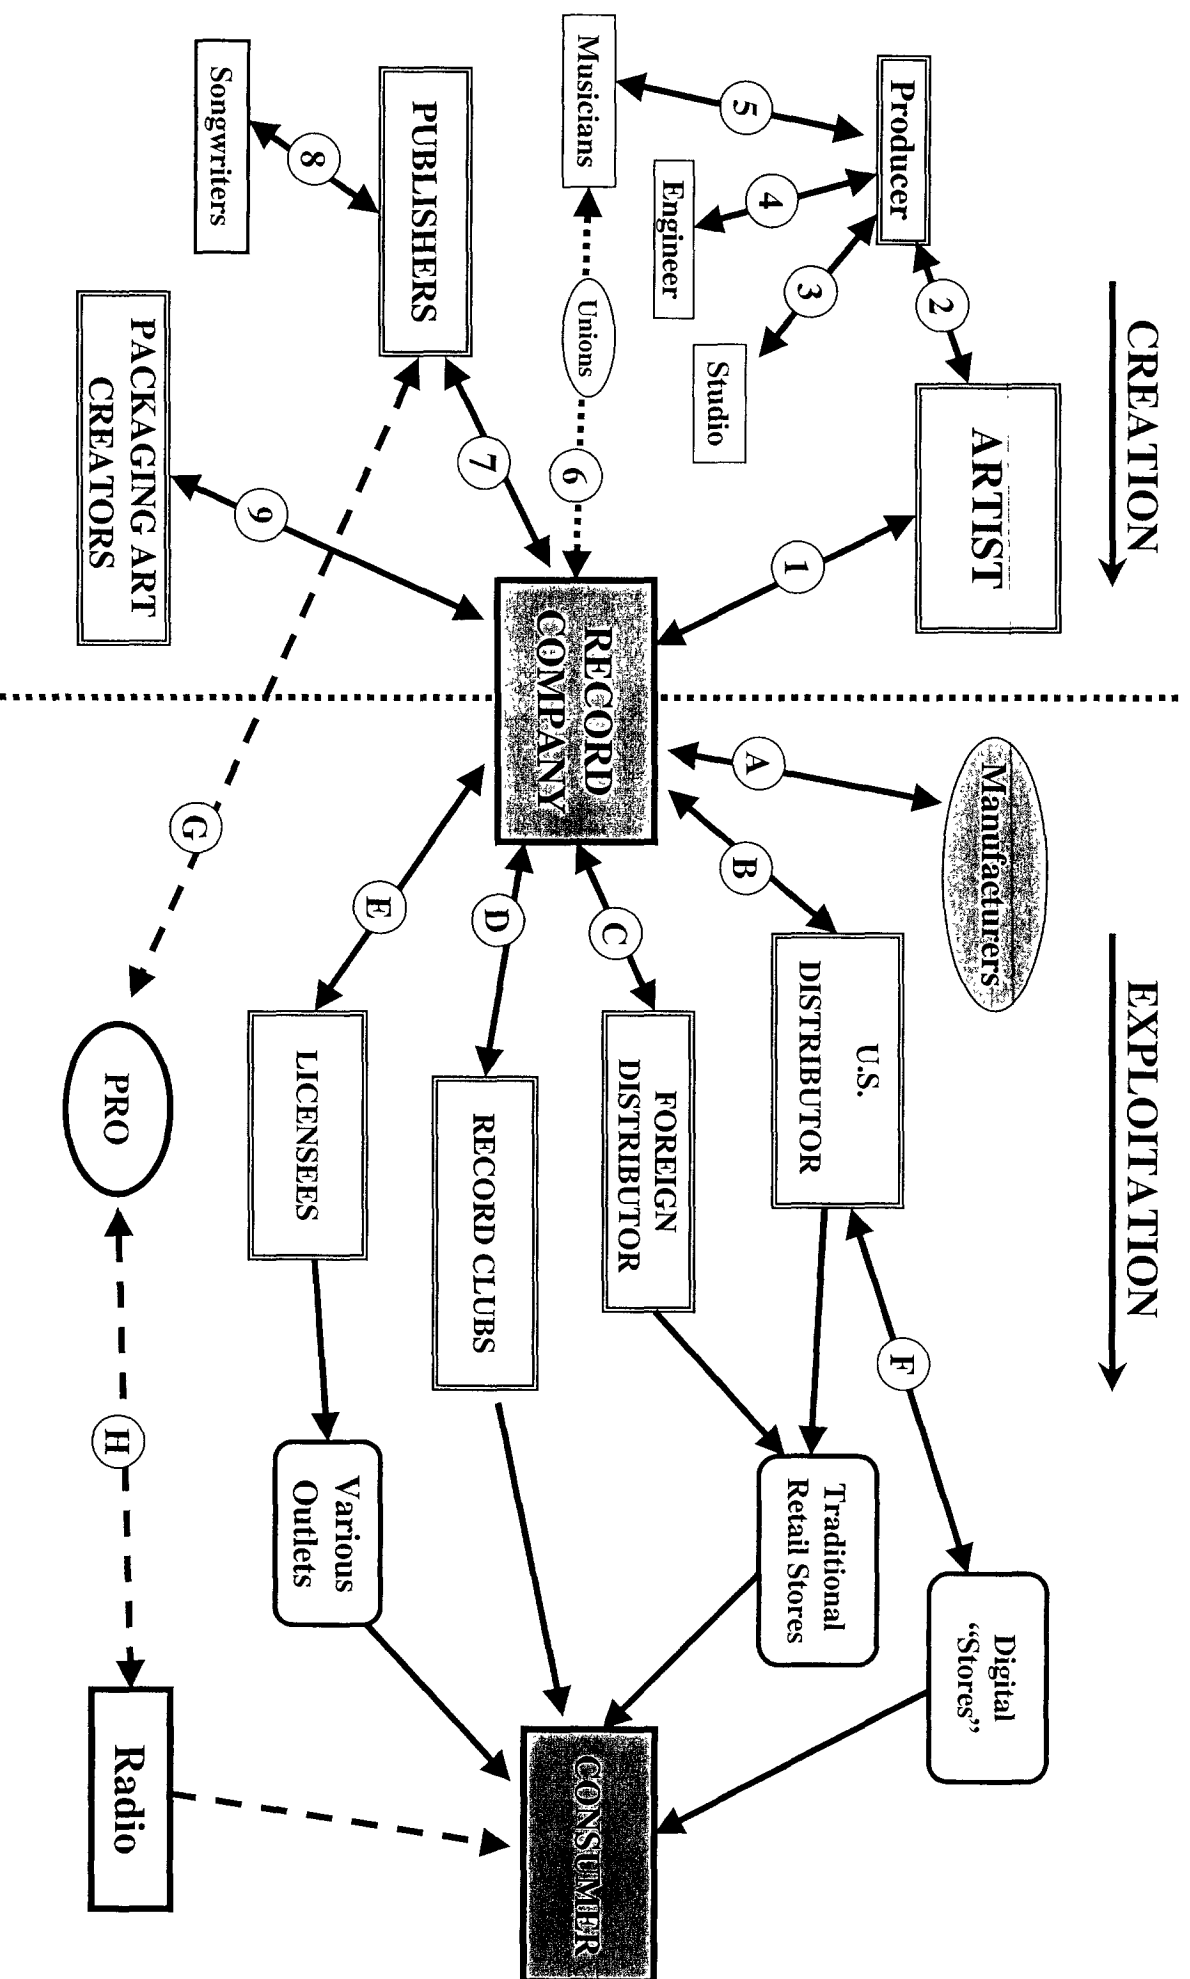 CREATION
EXPLOITATION
Producer
2
ARTIST
5
4
3
Musicians
Engineer
Studio
1
Unions
6
PUBLISHERS
7
8
Songwriters
9
PACKAGING ART
CREATORS
RECORD
COMPANY
Manufacturers
A
B
U.S.
DISTRIBUTOR
F
Digital
“Stores”
C
FOREIGN
DISTRIBUTOR
Traditional
Retail Stores
D
RECORD CLUBS
CONSUMER
E
LICENSEES
Various
Outlets
G
PRO
H
Radio